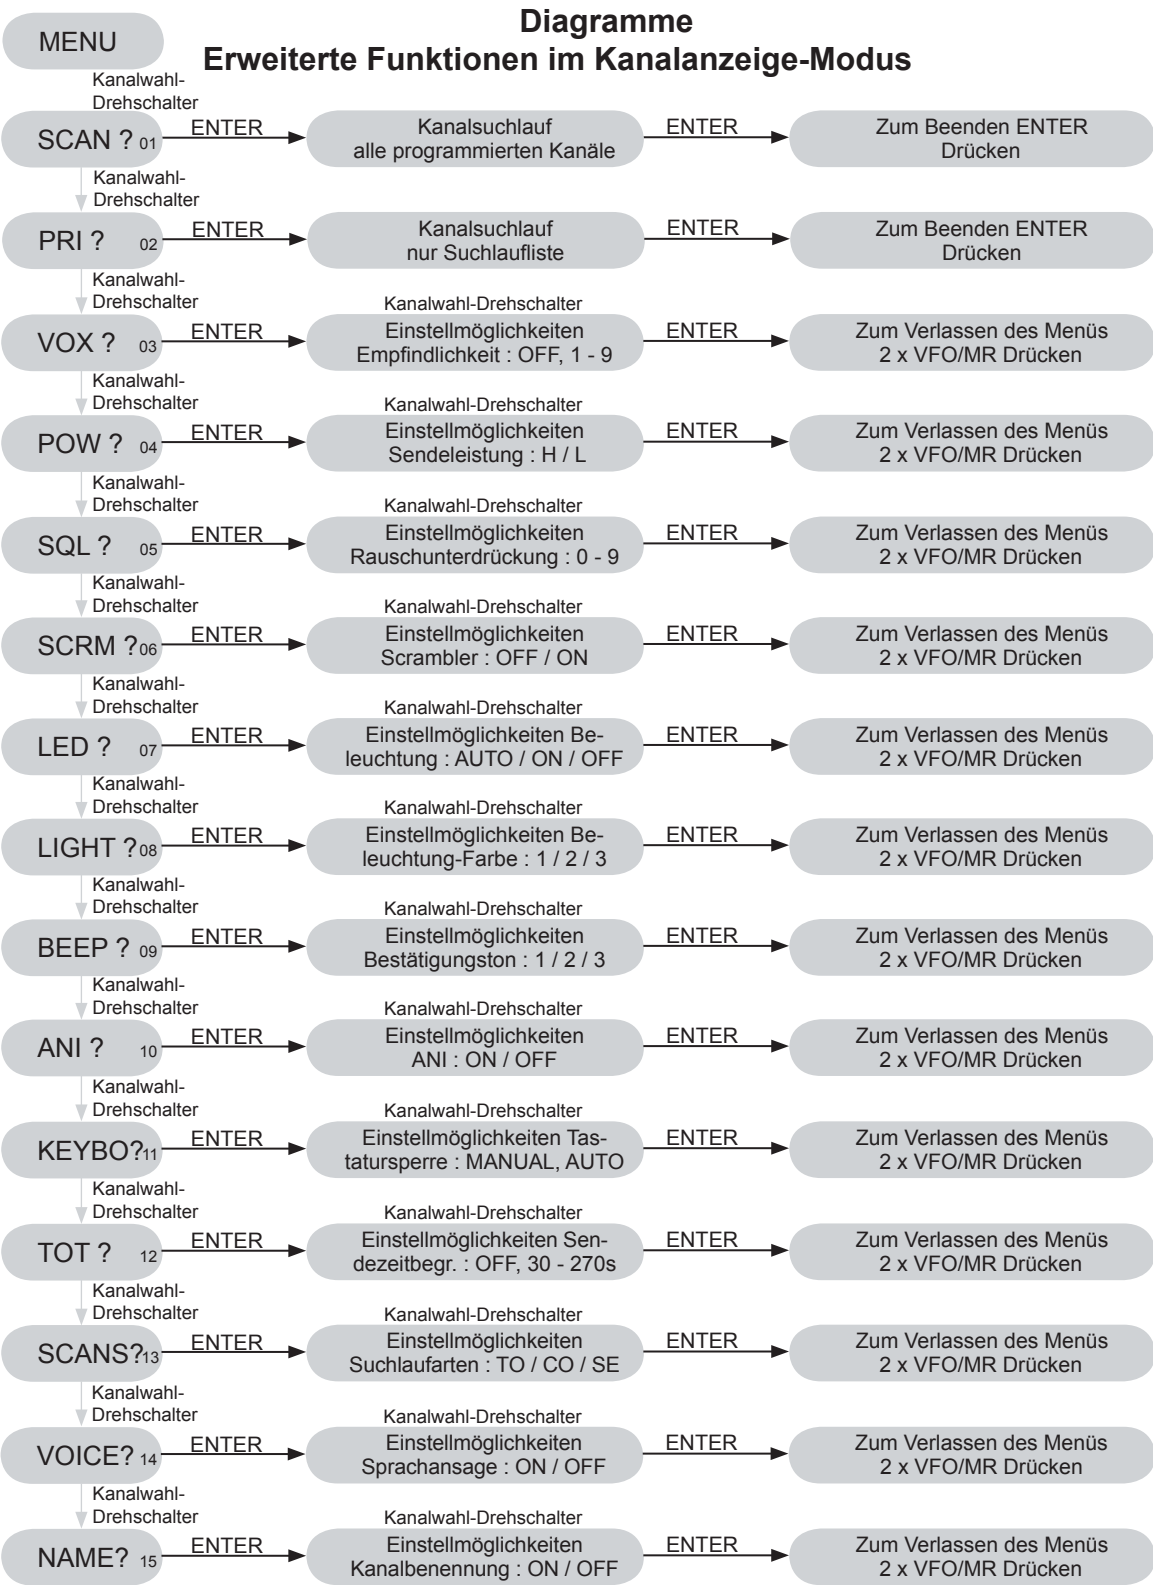 Diagramme
Erweiterte Funktionen im Kanalanzeige-Modus
MENU
Kanalwahl-
Drehschalter
SCAN ? 01
ENTER
Kanalsuchlauf
alle programmierten Kanäle
ENTER
Zum Beenden ENTER
Drücken
Kanalwahl-
Drehschalter
PRI ? 02
ENTER
Kanalsuchlauf
nur Suchlaufliste
ENTER
Zum Beenden ENTER
Drücken
Kanalwahl-
Drehschalter
VOX ? 03
ENTER
Kanalwahl-Drehschalter
Einstellmöglichkeiten
Empfindlichkeit : OFF, 1 - 9
ENTER
Zum Verlassen des Menüs
2 x VFO/MR Drücken
Kanalwahl-
Drehschalter
POW ? 04
ENTER
Kanalwahl-Drehschalter
Einstellmöglichkeiten
Sendeleistung : H / L
ENTER
Zum Verlassen des Menüs
2 x VFO/MR Drücken
Kanalwahl-
Drehschalter
SQL ? 05
ENTER
Kanalwahl-Drehschalter
Einstellmöglichkeiten
Rauschunterdrückung : 0 - 9
ENTER
Zum Verlassen des Menüs
2 x VFO/MR Drücken
Kanalwahl-
Drehschalter
SCRM ? 06
ENTER
Kanalwahl-Drehschalter
Einstellmöglichkeiten
Scrambler : OFF / ON
ENTER
Zum Verlassen des Menüs
2 x VFO/MR Drücken
Kanalwahl-
Drehschalter
LED ? 07
ENTER
Kanalwahl-Drehschalter
Einstellmöglichkeiten Be-
leuchtung : AUTO / ON / OFF
ENTER
Zum Verlassen des Menüs
2 x VFO/MR Drücken
Kanalwahl-
Drehschalter
LIGHT ? 08
ENTER
Kanalwahl-Drehschalter
Einstellmöglichkeiten Be-
leuchtung-Farbe : 1 / 2 / 3
ENTER
Zum Verlassen des Menüs
2 x VFO/MR Drücken
Kanalwahl-
Drehschalter
BEEP ? 09
ENTER
Kanalwahl-Drehschalter
Einstellmöglichkeiten
Bestätigungston : 1 / 2 / 3
ENTER
Zum Verlassen des Menüs
2 x VFO/MR Drücken
Kanalwahl-
Drehschalter
ANI ? 10
ENTER
Kanalwahl-Drehschalter
Einstellmöglichkeiten
ANI : ON / OFF
ENTER
Zum Verlassen des Menüs
2 x VFO/MR Drücken
Kanalwahl-
Drehschalter
KEYBO? 11
ENTER
Kanalwahl-Drehschalter
Einstellmöglichkeiten Tas-
tatursperre : MANUAL, AUTO
ENTER
Zum Verlassen des Menüs
2 x VFO/MR Drücken
Kanalwahl-
Drehschalter
TOT ? 12
ENTER
Kanalwahl-Drehschalter
Einstellmöglichkeiten Sen-
dezeitbegr. : OFF, 30 - 270s
ENTER
Zum Verlassen des Menüs
2 x VFO/MR Drücken
Kanalwahl-
Drehschalter
SCANS? 13
ENTER
Kanalwahl-Drehschalter
Einstellmöglichkeiten
Suchlaufarten : TO / CO / SE
ENTER
Zum Verlassen des Menüs
2 x VFO/MR Drücken
Kanalwahl-
Drehschalter
VOICE? 14
ENTER
Kanalwahl-Drehschalter
Einstellmöglichkeiten
Sprachansage : ON / OFF
ENTER
Zum Verlassen des Menüs
2 x VFO/MR Drücken
Kanalwahl-
Drehschalter
NAME? 15
ENTER
Kanalwahl-Drehschalter
Einstellmöglichkeiten
Kanalbenennung : ON / OFF
ENTER
Zum Verlassen des Menüs
2 x VFO/MR Drücken